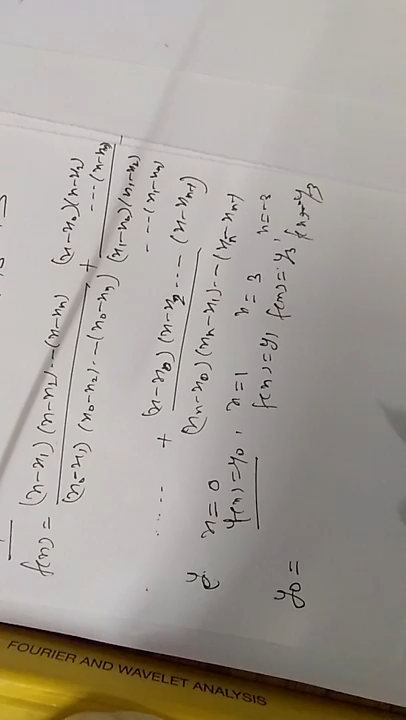 f(x) = (x-x₁) (x-x₂) ... (x-xₙ) + (x-x₀) (x-x₂)
... (x-xₙ)
(x₀-x₁) (x₀-x₂) ... (x₀-xₙ) (x₁-x₀) (x₁-x₂)
... (x₁-xₙ)
..... + (x-x₀) (x-x₂ ... (x-xₙ₋₁)
(xₙ-x₀) (xₙ-x₁) ... (xₙ-xₙ₋₁
x=0 x=1 x=3 x=-3
f(x)=y₀, f(x)=y₁ f(x)=y₃,
y₀ =
FOURIER AND WAVELET ANALYSIS